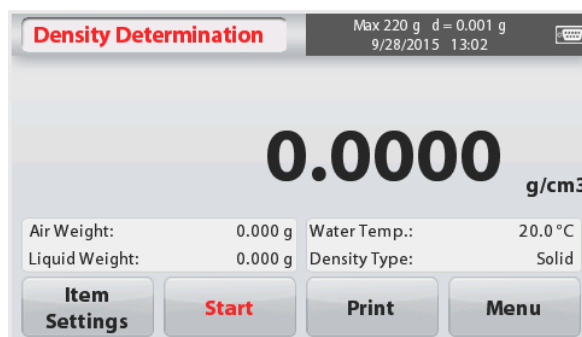 Density Determination
Max 220 g d = 0.001 g
9/28/2015 13:02
0.0000
g/cm3
Air Weight: 0.000 g Water Temp.: 20.0°C
Liquid Weight: 0.000 g Density Type: Solid
Item
Settings
Start
Print
Menu